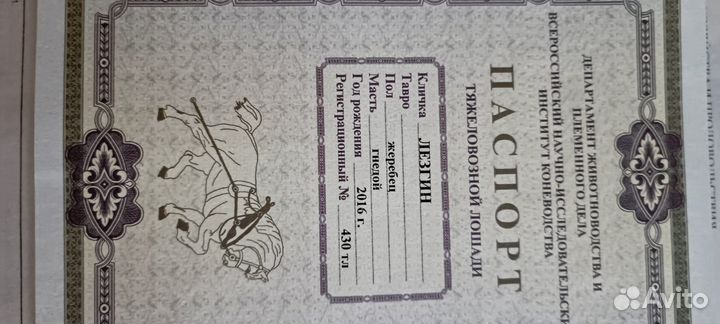 ДЕПАРТАМЕНТ ЖИВОТНОВОДСТВА И
ПЛЕМЕННОГО ДЕЛА
ВСЕРОССИЙСКИЙ НАУЧНО-ИССЛЕДОВАТЕЛЬСКИ
ИНСТИТУТ КОНЕВОДСТВА
ПАСПОРТ
ТЯЖЕЛОВОЗНОЙ ЛОШАДИ
Кличка ЛЕЗГИН
Тавро
Пол жеребец
Масть гнедой
Год рождения 2016 г.
Регистрационный № 430 тл
Avito